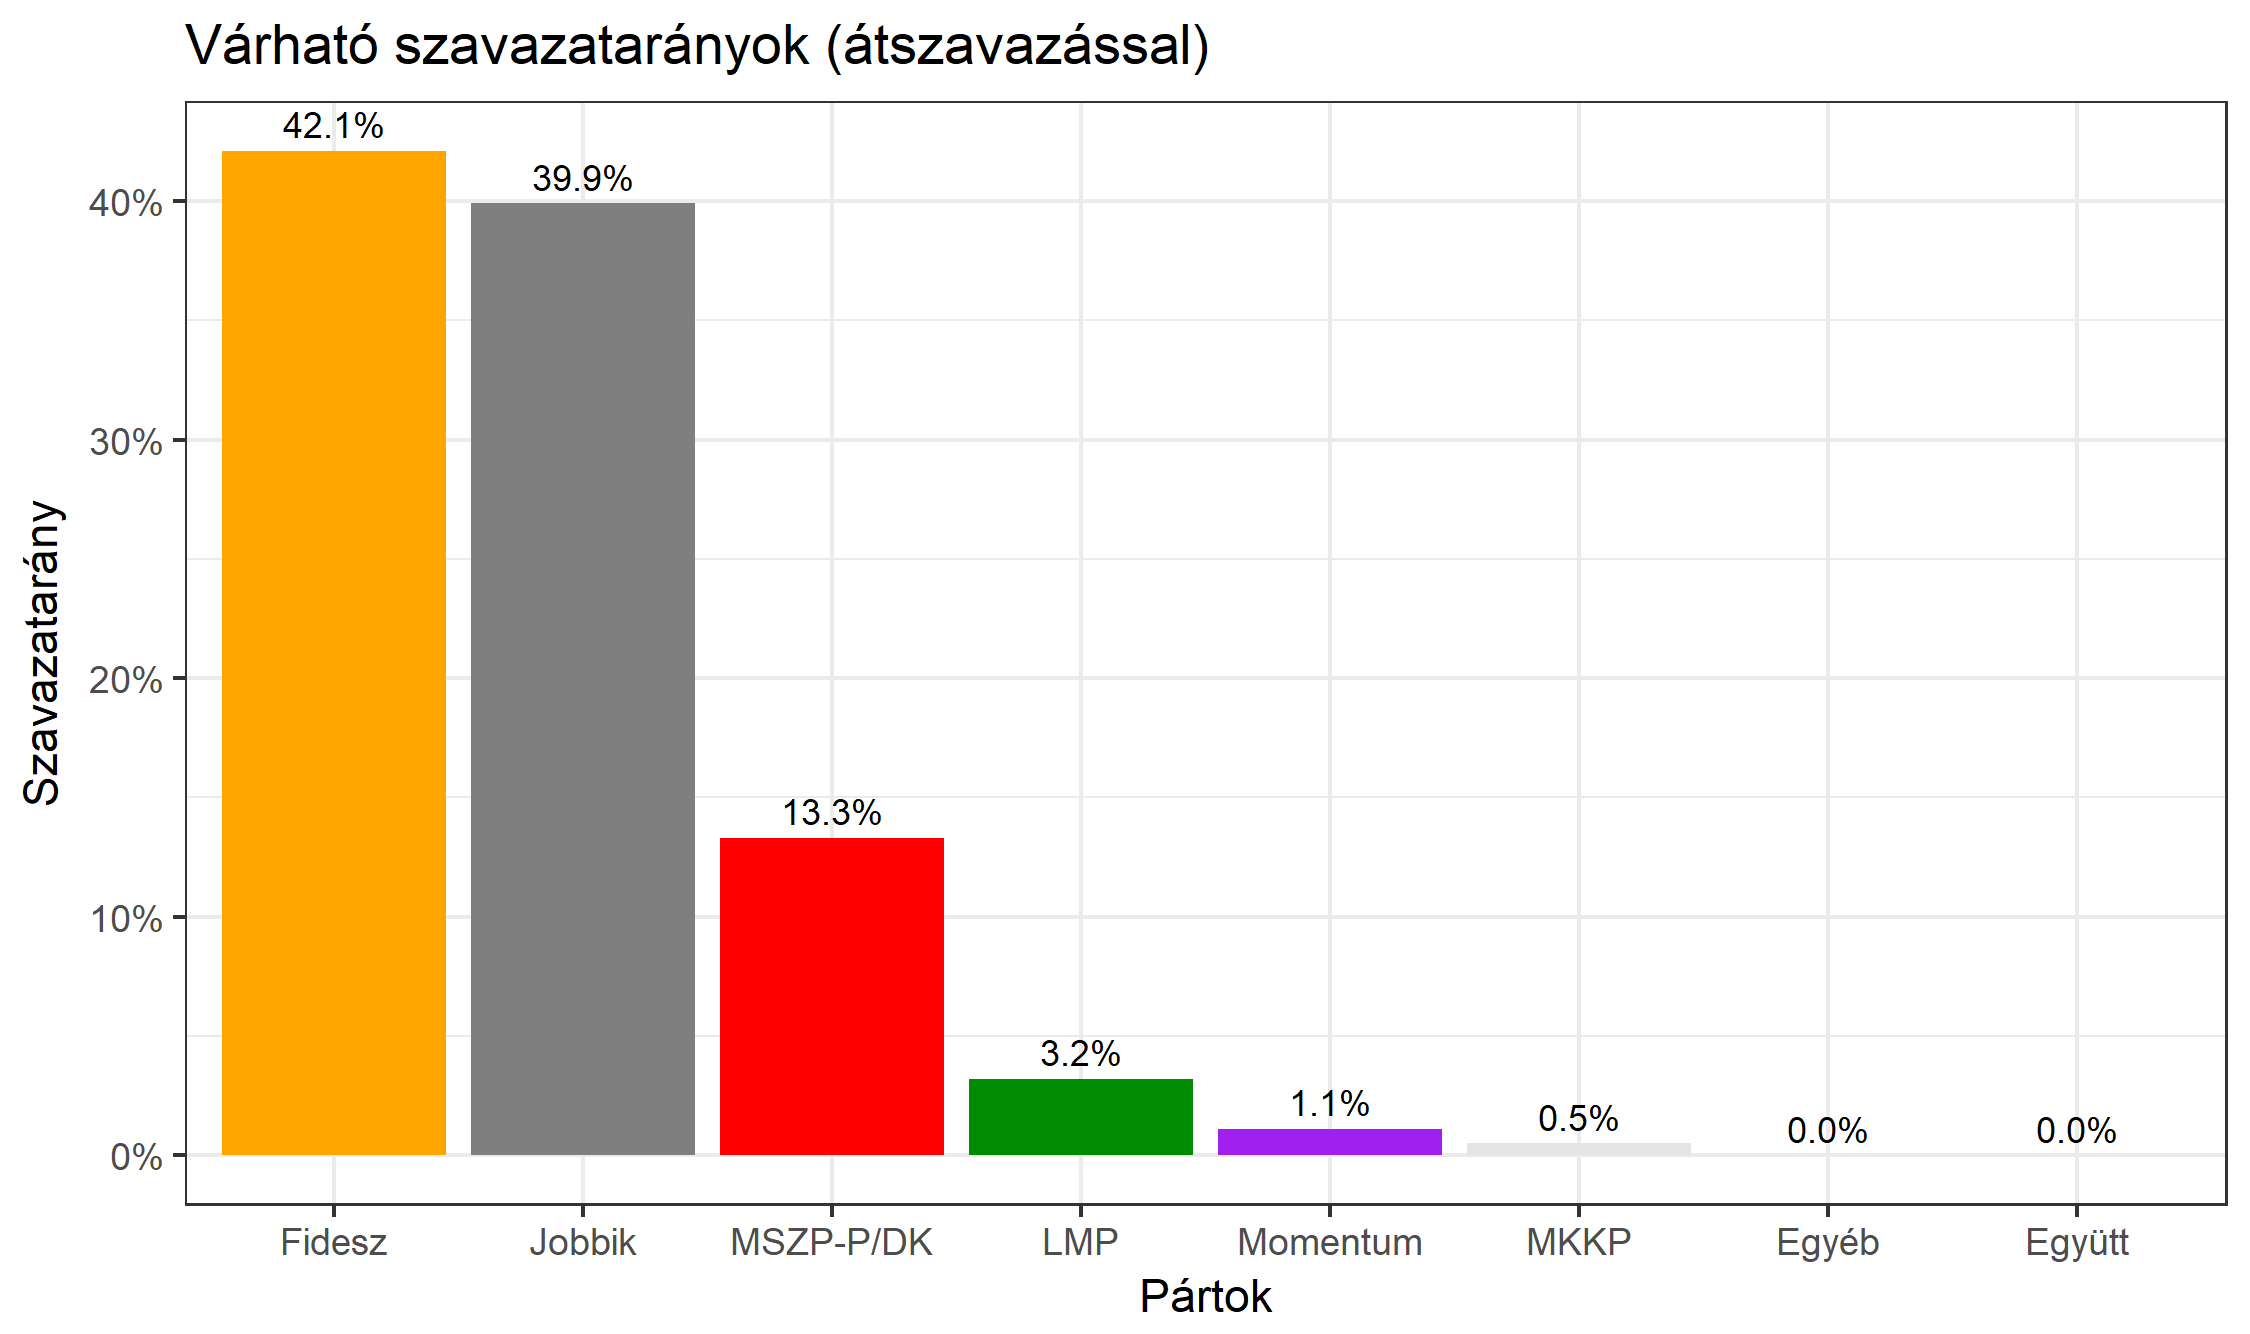 Várható szavazatarányok (átszavazással)
42.1%
39.9%
13.3%
3.2%
1.1%
0.5%
0.0%
0.0%
40%
30%
20%
10%
0%
Szavazatarány
Fidesz
Jobbik
MSZP-P/DK
LMP
Momentum
MKKP
Egyéb
Együtt
Pártok